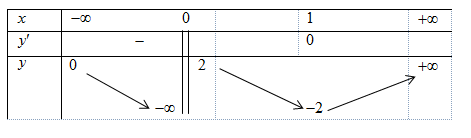 x −∞ 0 1 +∞
y′ − 0
y 0 2 +∞
−∞ −2